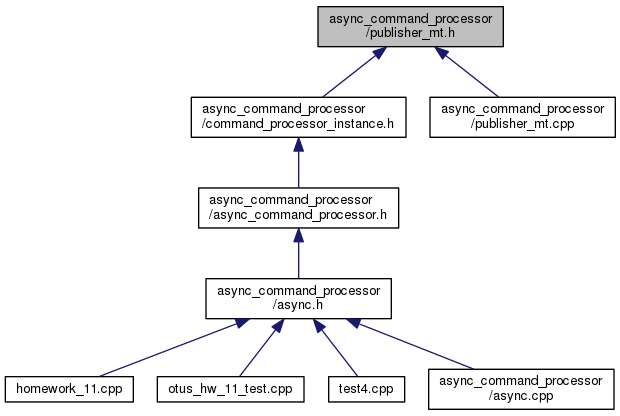 async_command_processor
/publisher_mt.h
async_command_processor
/command_processor_instance.h
async_command_processor
/publisher_mt.cpp
async_command_processor
/async_command_processor.h
async_command_processor
/async.h
homework_11.cpp
otus_hw_11_test.cpp
test4.cpp
async_command_processor
/async.cpp